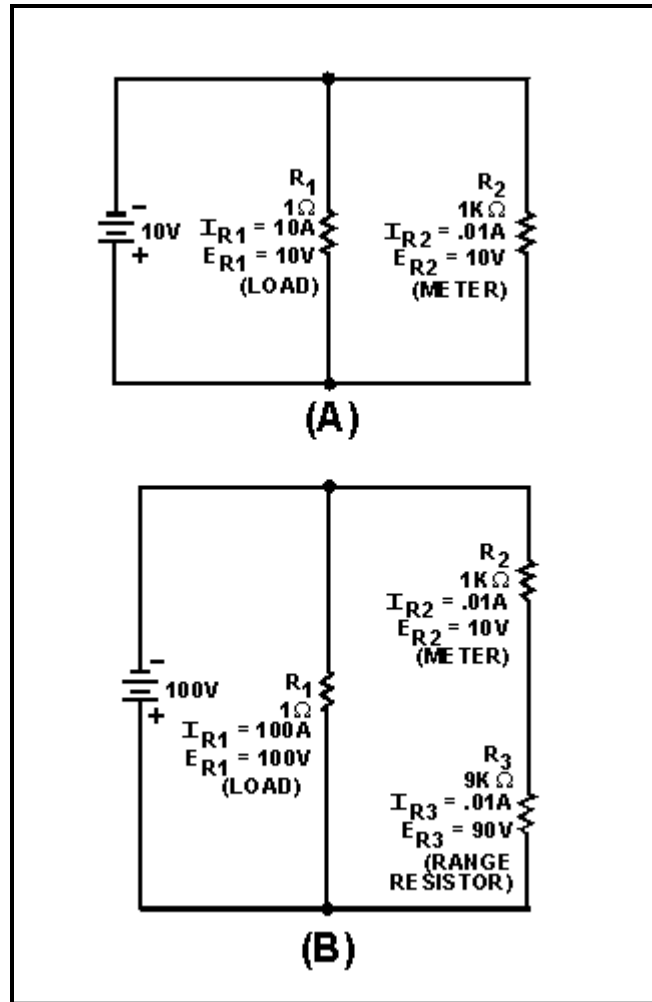 R1
1Ω
IR1 = 10A
ER1 = 10V
(LOAD)
-
10V
+
R2
1KΩ
IR2 = .01A
ER2 = 10V
(METER)
(A)
-
100V
+
R1
1Ω
IR1 = 100A
ER1 = 100V
(LOAD)
R2
1KΩ
IR2 = .01A
ER2 = 10V
(METER)
R3
9KΩ
IR3 = .01A
ER3 = 90V
(RANGE
RESISTOR)
(B)